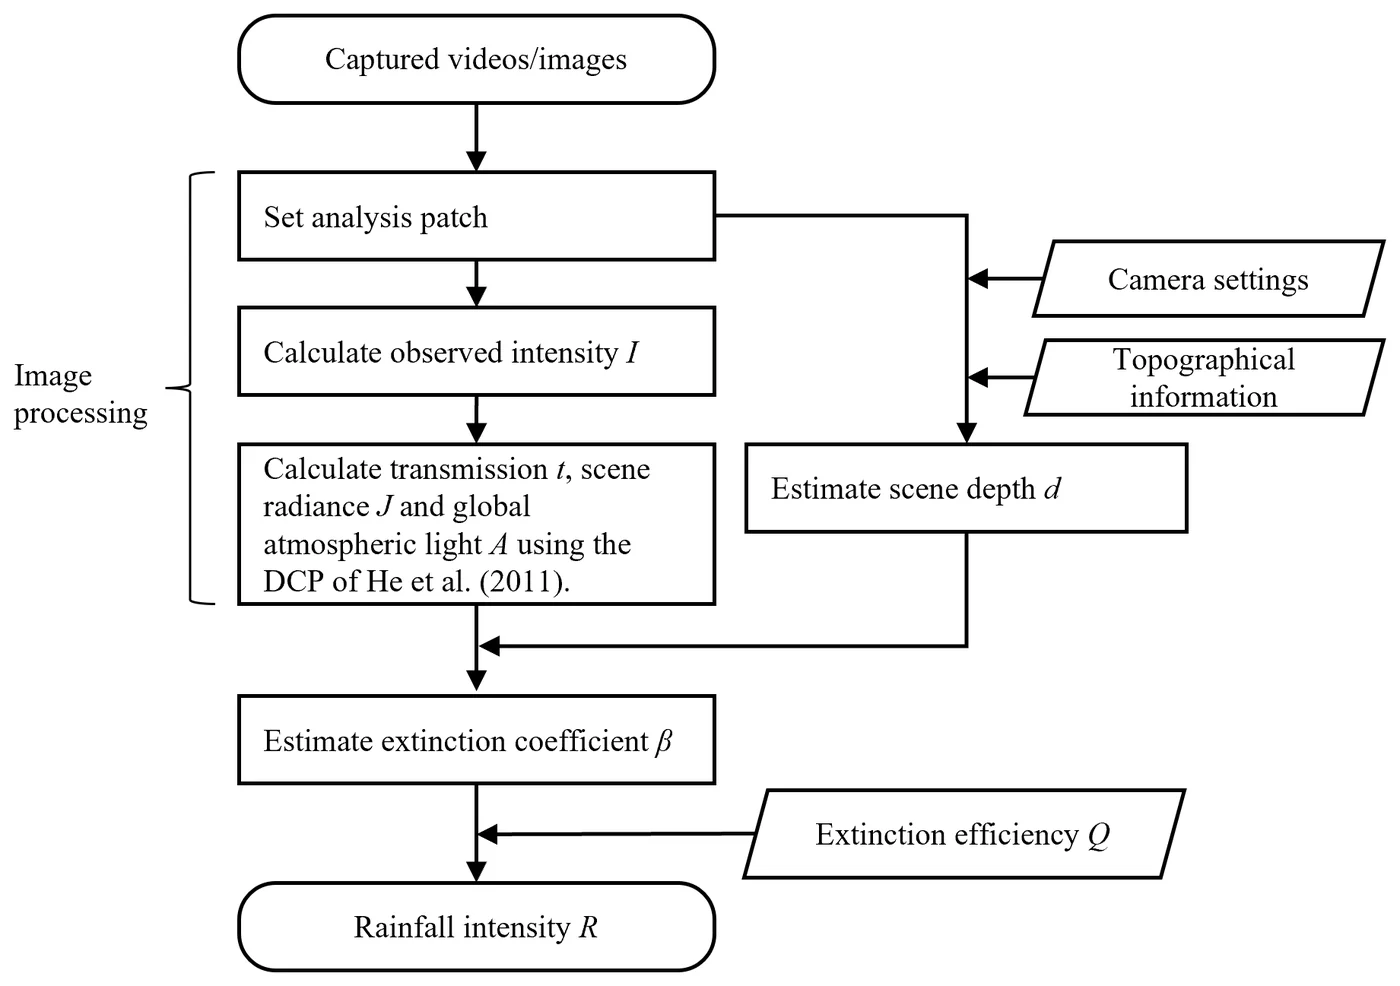 Captured videos/images
Set analysis patch
Camera settings
Calculate observed intensity I
Topographical
information
Image
processing
Calculate transmission t, scene
radiance J and global
atmospheric light A using the
DCP of He et al. (2011).
Estimate scene depth d
Estimate extinction coefficient β
Extinction efficiency Q
Rainfall intensity R